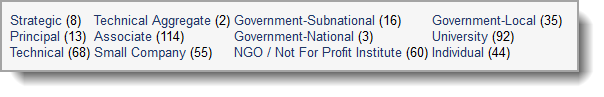 Strategic (8) Technical Aggregate (2) Government-Subnational (16) Government-Local (35)
Principal (13) Associate (114) Government-National (3) University (92)
Technical (68) Small Company (55) NGO / Not For Profit Institute (60) Individual (44)